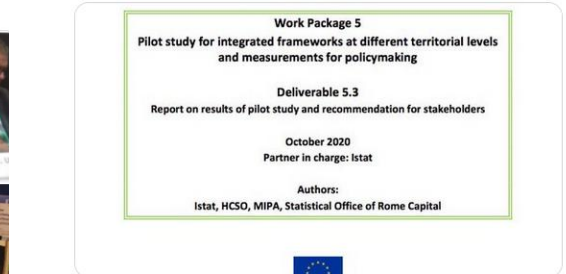 Work Package 5
Pilot study for integrated frameworks at different territorial levels
and measurements for policymaking
Deliverable 5.3
Report on results of pilot study and recommendation for stakeholders
October 2020
Partner in charge: Istat
Authors:
Istat, HCSO, MIPA, Statistical Office of Rome Capital